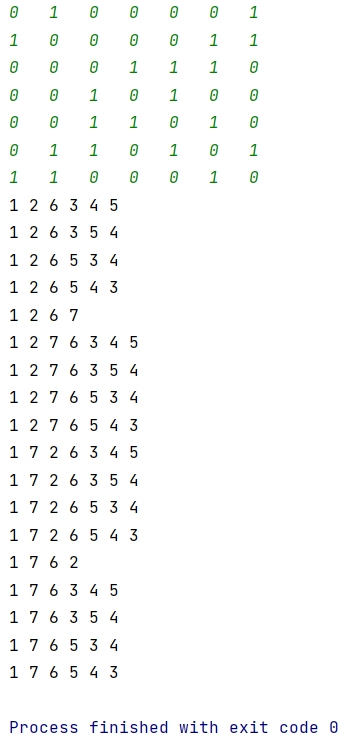 0 1 0 0 0 0 1
1 0 0 0 0 1 1
0 0 0 1 1 1 0
0 0 1 0 1 0 0
0 0 1 1 0 1 0
0 1 1 0 1 0 1
1 1 0 0 0 1 0
1 2 6 3 4 5
1 2 6 3 5 4
1 2 6 5 3 4
1 2 6 5 4 3
1 2 6 7
1 2 7 6 3 4 5
1 2 7 6 3 5 4
1 2 7 6 5 3 4
1 2 7 6 5 4 3
1 7 2 6 3 4 5
1 7 2 6 3 5 4
1 7 2 6 5 3 4
1 7 2 6 5 4 3
1 7 6 2
1 7 6 3 4 5
1 7 6 3 5 4
1 7 6 5 3 4
1 7 6 5 4 3
Process finished with exit code 0